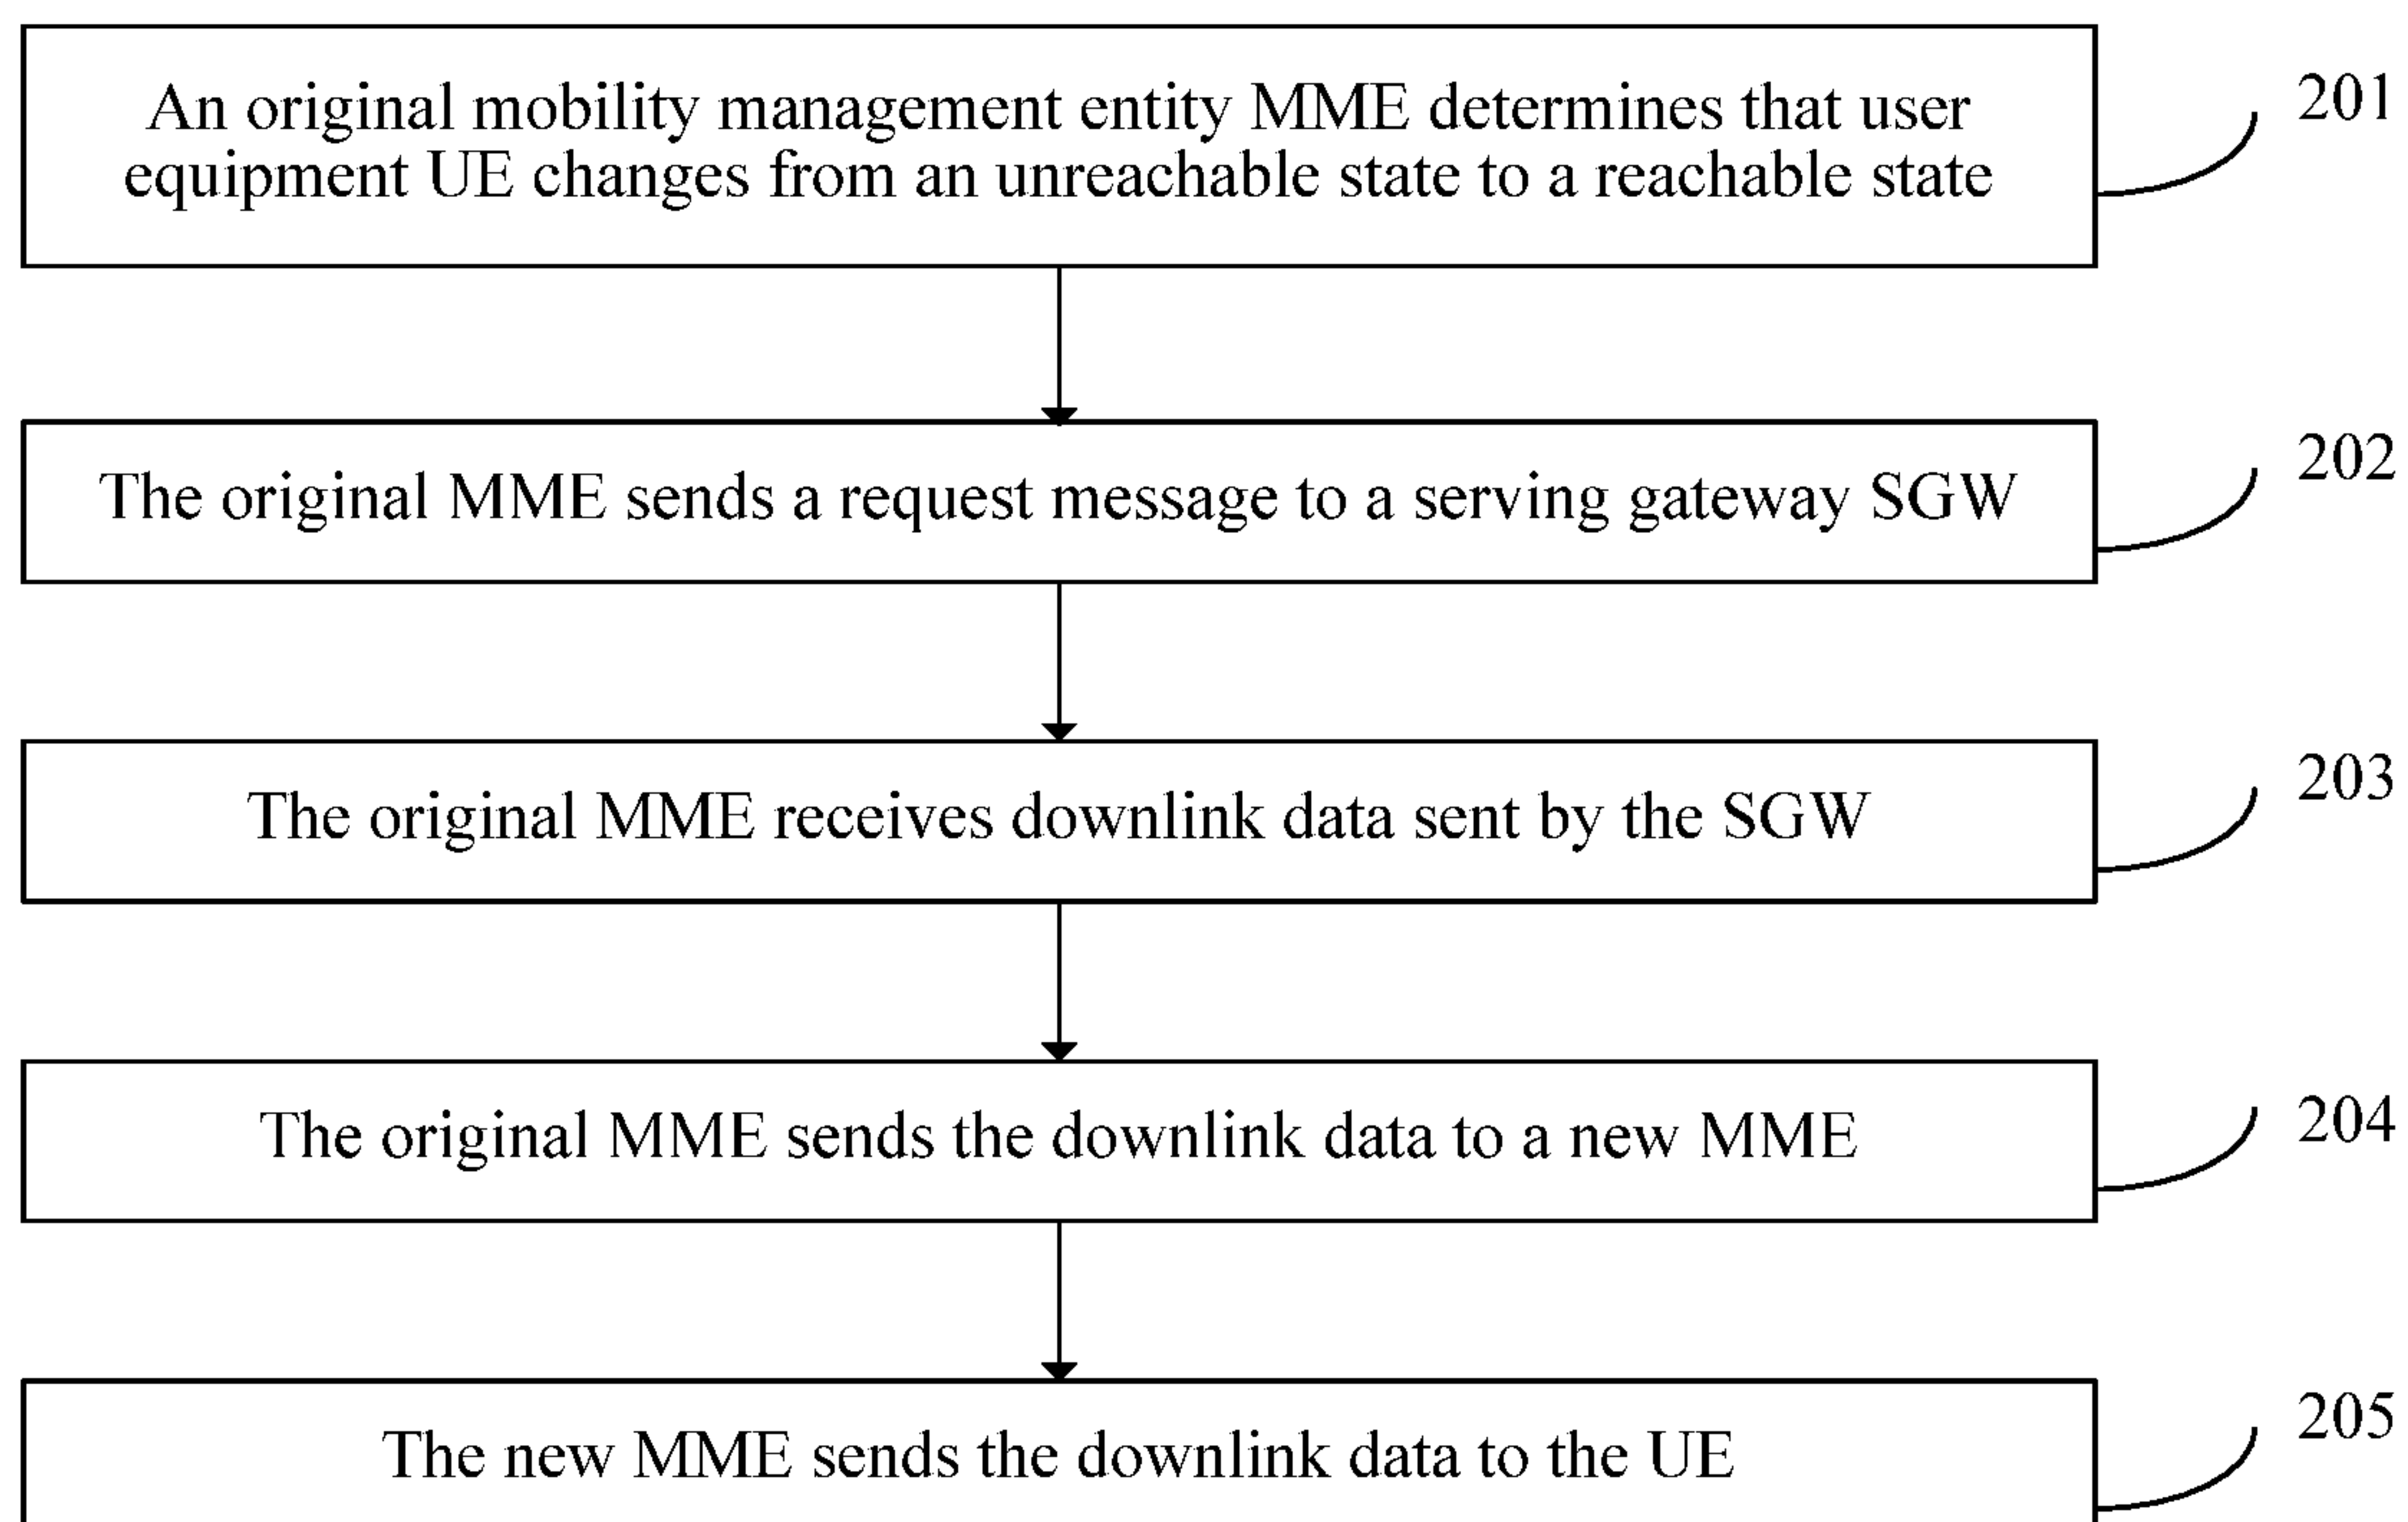 An original mobility management entity MME determines that user
equipment UE changes from an unreachable state to a reachable state
201
The original MME sends a request message to a serving gateway SGW
202
The original MME receives downlink data sent by the SGW
203
The original MME sends the downlink data to a new MME
204
The new MME sends the downlink data to the UE
205